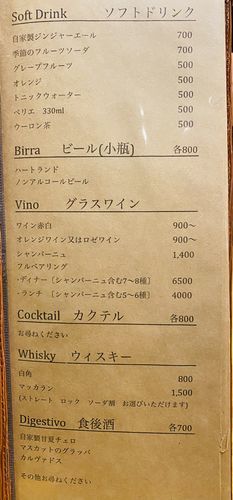 Soft Drink　ソフトドリンク
自家製ジンジャーエール　700
季節のフルーツソーダ　700
グレープフルーツ　500
オレンジ　500
トニックウォーター　500
ペリエ　330ml　500
ウーロン茶　500
Birra　ビール(小瓶)　各800
ハートランド
ノンアルコールビール
Vino　グラスワイン
ワイン赤白　900～
オレンジワイン又はロゼワイン　900～
シャンパーニュ　1,400
フルペアリング
・ディナー〔シャンパーニュ含む7～8種〕　6500
・ランチ　〔シャンパーニュ含む5～6種〕　4000
Cocktail　カクテル　各800
お尋ねください
Whisky　ウィスキー
白角　800
マッカラン　1,500
(ストレート　ロック　ソーダ割　お選びいただけます)
Digestivo　食後酒　各700
自家製甘夏チェロ
マスカットのグラッパ
カルヴァドス
その他お尋ねください